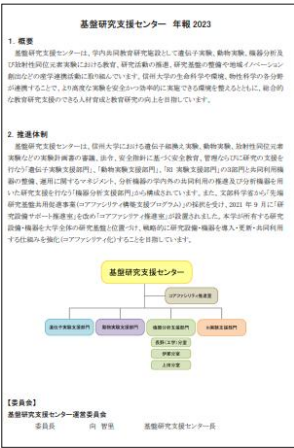 基盤研究支援センター 年報 2023
1. 概要
基盤研究支援センターは、学内共同教育研究施設として遺伝子実験、動物実験、機器分析及
び放射性同位元素実験における教育、研究活動の推進、研究基盤の整備や地域イノベーション
創出などの産学連携活動に取り組んでいます。信州大学の生命科学や環境、物性科学の各分野
が連携することで、より高度な実験を安全かつ効率的に実施できる環境を整えるとともに、総合的
な教育研究支援のできる人材育成と教育研究の向上を目指しています。
2. 推進体制
基盤研究支援センターは、信州大学における遺伝子組換え実験、動物実験、放射性同位元素
実験などの実験計画書の審議、法令、安全指針に基づく安全教育、管理ならびに研究の支援を
行なう「遺伝子実験支援部門」、「動物実験支援部門」、「RI 実験支援部門」の3部門と共同利用機
器の整備、運用に関するマネジメント、分析機器の学内外の共同利用の推進及び分析機器を用
いた研究支援を行なう「機器分析支援部門」から構成されています。また、文部科学省から「先端
研究基盤共用促進事業(コアファシリティ構築支援プログラム)」の採択を受け、2021 年 9 月に「研
究設備サポート推進室」を改め「コアファシリティ推進室」が設置されました。本学が所有する研究
設備・機器を大学全体の研究基盤と位置づけ、戦略的に研究設備・機器を導入・更新・共同利用
する仕組みを強化(コアファシリティ化)することを目指しています。
基盤研究支援センター
コアファシリティ推進室
遺伝子実験支援部門 動物実験支援部門 機器分析支援部門 RI実験支援部門
長野(工学)分室
伊那分室
上田分室
【委員会】
基盤研究支援センター運営委員会
委員長 向 智里 基盤研究支援センター長